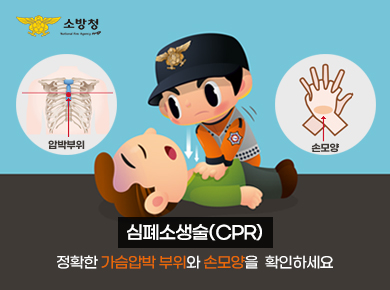 소방청
National Fire Agency
압박부위
손모양
심폐소생술(CPR)
정확한 가슴압박 부위와 손모양을 확인하세요